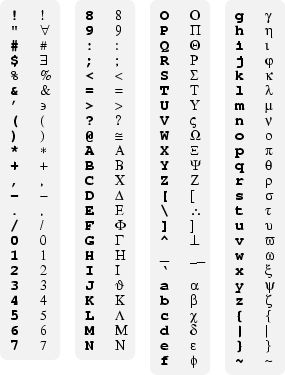 ! !
" ∀
# #
$ ∃
% %
& &
' ∍
( (
) )
* *
+ +
, ,
– −
. .
/ /
0 0
1 1
2 2
3 3
4 4
5 5
6 6
7 7
8 8
9 9
: :
; ;
< <
= =
> >
? ?
@ ≅
A Α
B Β
C Χ
D Δ
E Ε
F Φ
G Γ
H Η
I Ι
J ϑ
K Κ
L Λ
M Μ
N Ν
O Ο
P Π
Q Θ
R Ρ
S Σ
T Τ
U Υ
V ς
W Ω
X Ξ
Y Ψ
Z Ζ
[ [
\ ∴
] ]
^ ⊥
_ _
` ‾
a α
b β
c χ
d δ
e ε
f ϕ
g γ
h η
i ι
j φ
k κ
l λ
m μ
n ν
o ο
p π
q θ
r ρ
s σ
t τ
u υ
v ϖ
w ω
x ξ
y ψ
z ζ
{ {
| |
} }
~ ~